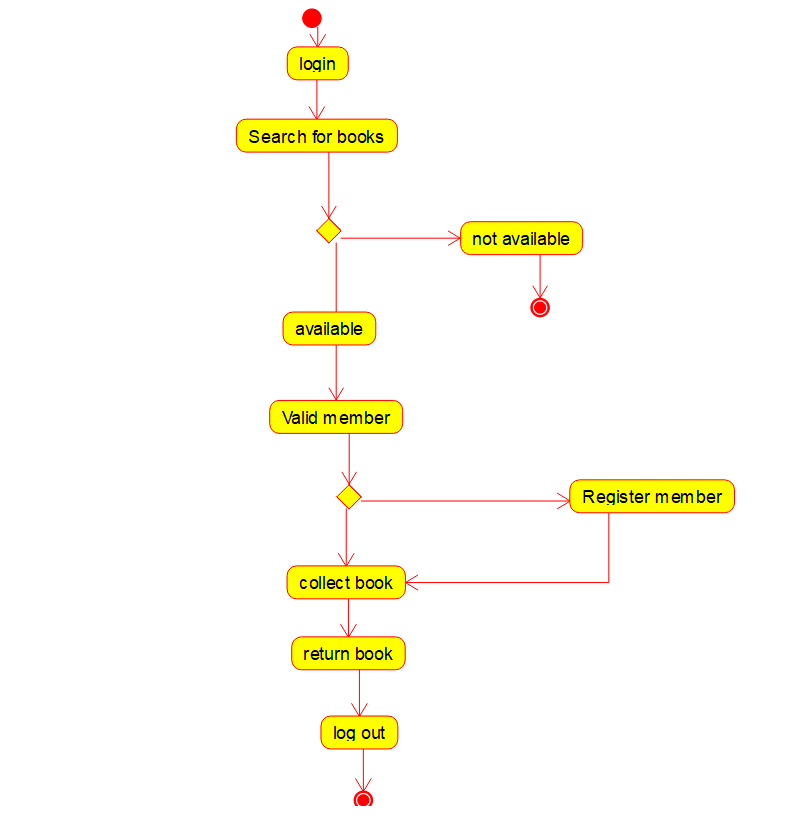 login
Search for books
not available
available
Valid member
Register member
collect book
return book
log out